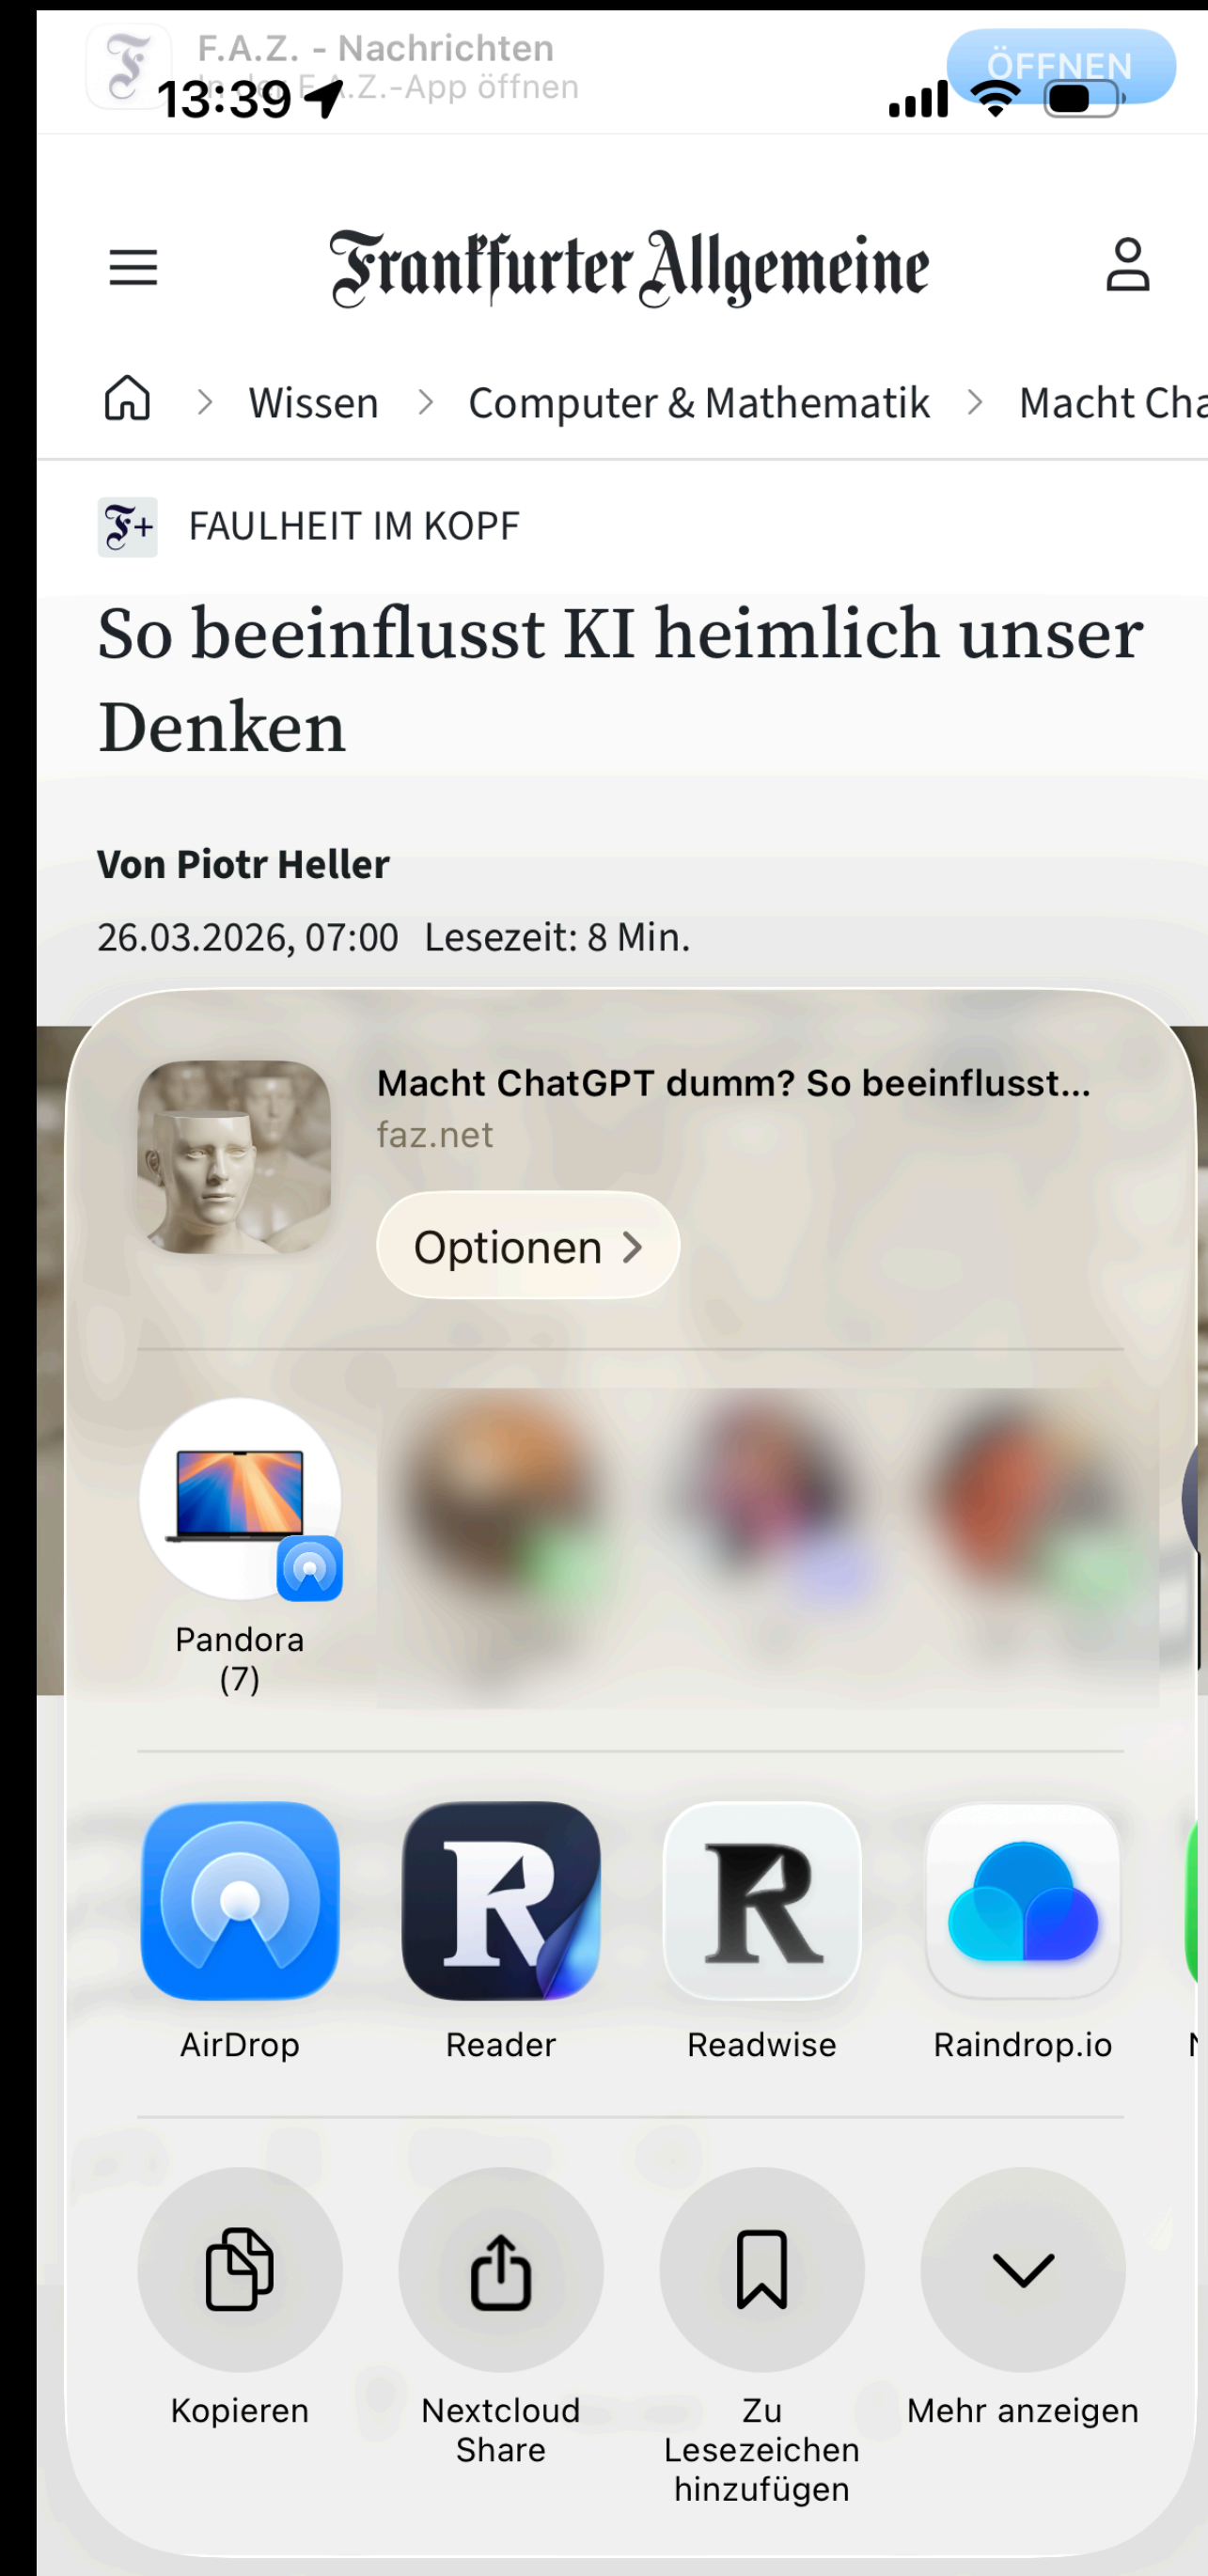 F.A.Z. - Nachrichten
In der F.A.Z.-App öffnen
ÖFFNEN
13:39
Frankfurter Allgemeine
Wissen > Computer & Mathematik > Macht Cha
F+ FAULHEIT IM KOPF
So beeinflusst KI heimlich unser
Denken
Von Piotr Heller
26.03.2026, 07:00 Lesezeit: 8 Min.
Macht ChatGPT dumm? So beeinflusst...
faz.net
Optionen >
Pandora
(7)
AirDrop
Reader
Readwise
Raindrop.io
Kopieren
Nextcloud
Share
Zu
Lesezeichen
hinzufügen
Mehr anzeigen